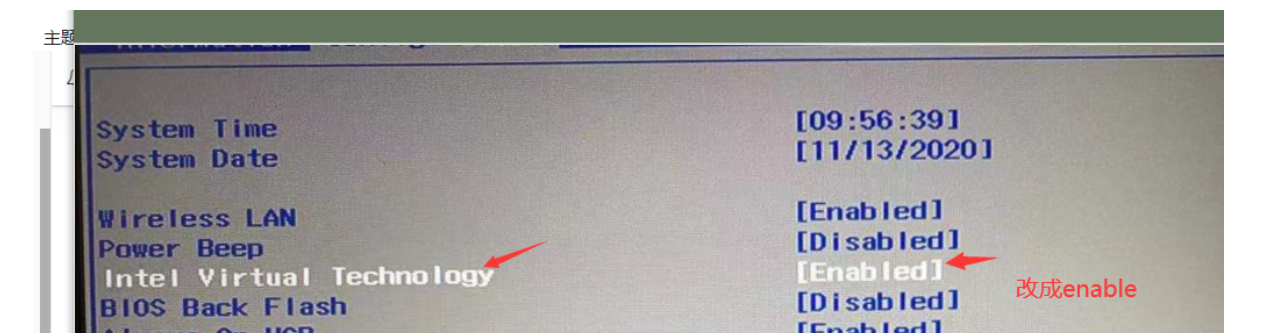 主题
System Time [09:56:39]
System Date [11/13/2020]
Wireless LAN [Enabled]
Power Beep [Disabled]
Intel Virtual Technology [Enabled]
改成enable
BIOS Back Flash [Disabled]
[Enabled]